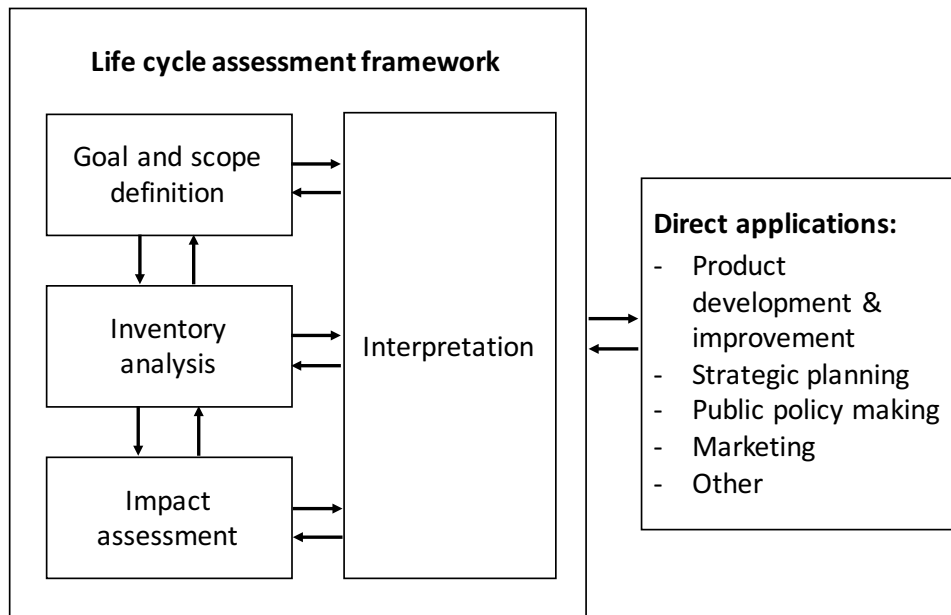 Life cycle assessment framework
Goal and scope
definition
Inventory
analysis
Impact
assessment
Interpretation
Direct applications:
- Product
development &
improvement
- Strategic planning
- Public policy making
- Marketing
- Other